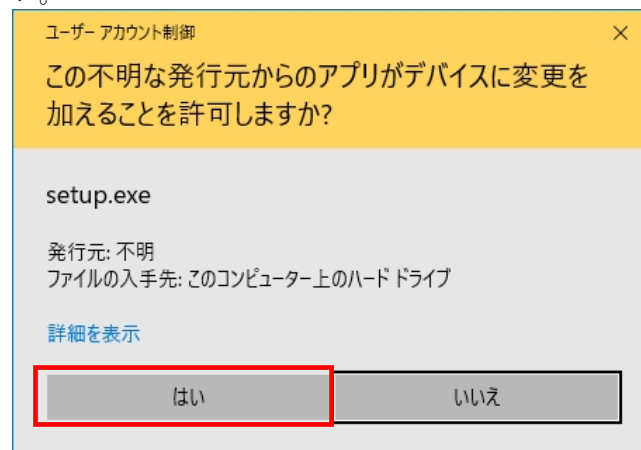 す。
ユーザー アカウント制御
この不明な発行元からのアプリがデバイスに変更を
加えることを許可しますか?
setup.exe
発行元: 不明
ファイルの入手先: このコンピューター上のハード ドライブ
詳細を表示
はい
いいえ